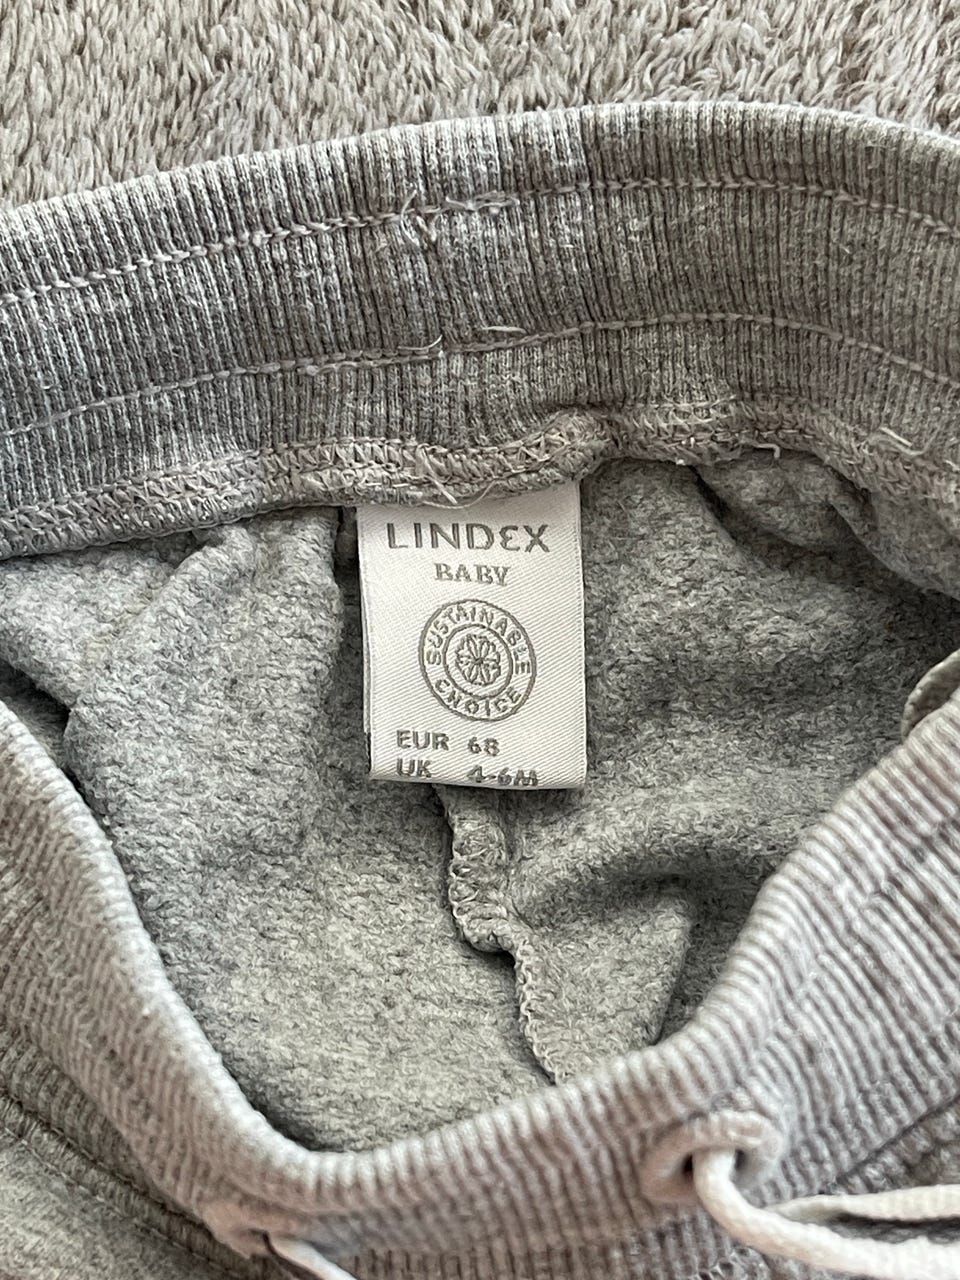 LINDEX
BABY
SUSTAINABLE
CHOICE
EUR 68
UK 4-6M